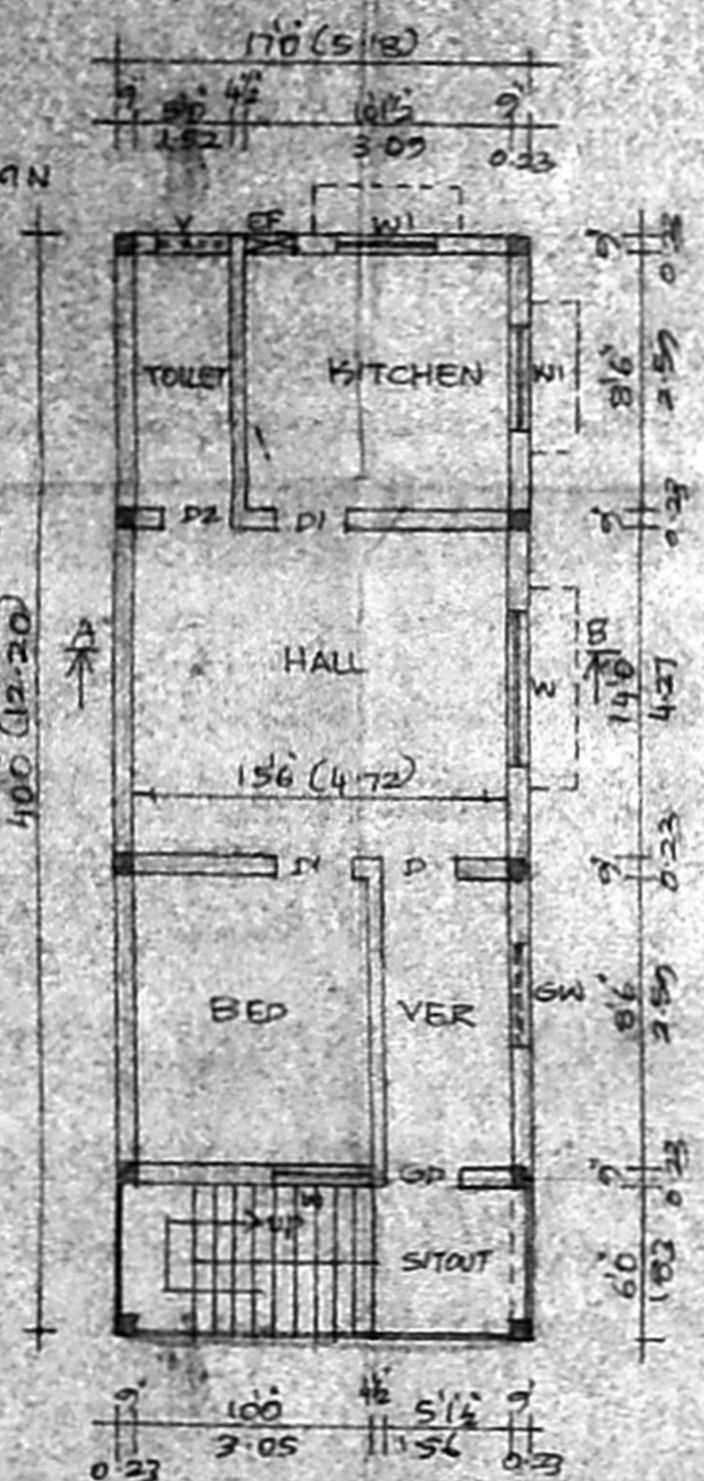 17'0" (5.18)
9" 5'0" 4½" 10'1½" 9"
1.52 3.09 0.23
V EF W1
9" 0.23
TOILET KITCHEN W1 8'6" 2.59
D2 D1 9" 0.23
40'0" (12.20)
A HALL W B 14'0" 4.27
15'6" (4.72)
D1 D 9" 0.23
BED VER GW 8'6" 2.59
GD 9" 0.23
W
UP SITOUT 6'0" 1.83
9" 10'0" 4½" 5'1½" 9"
0.23 3.05 1.56 0.23